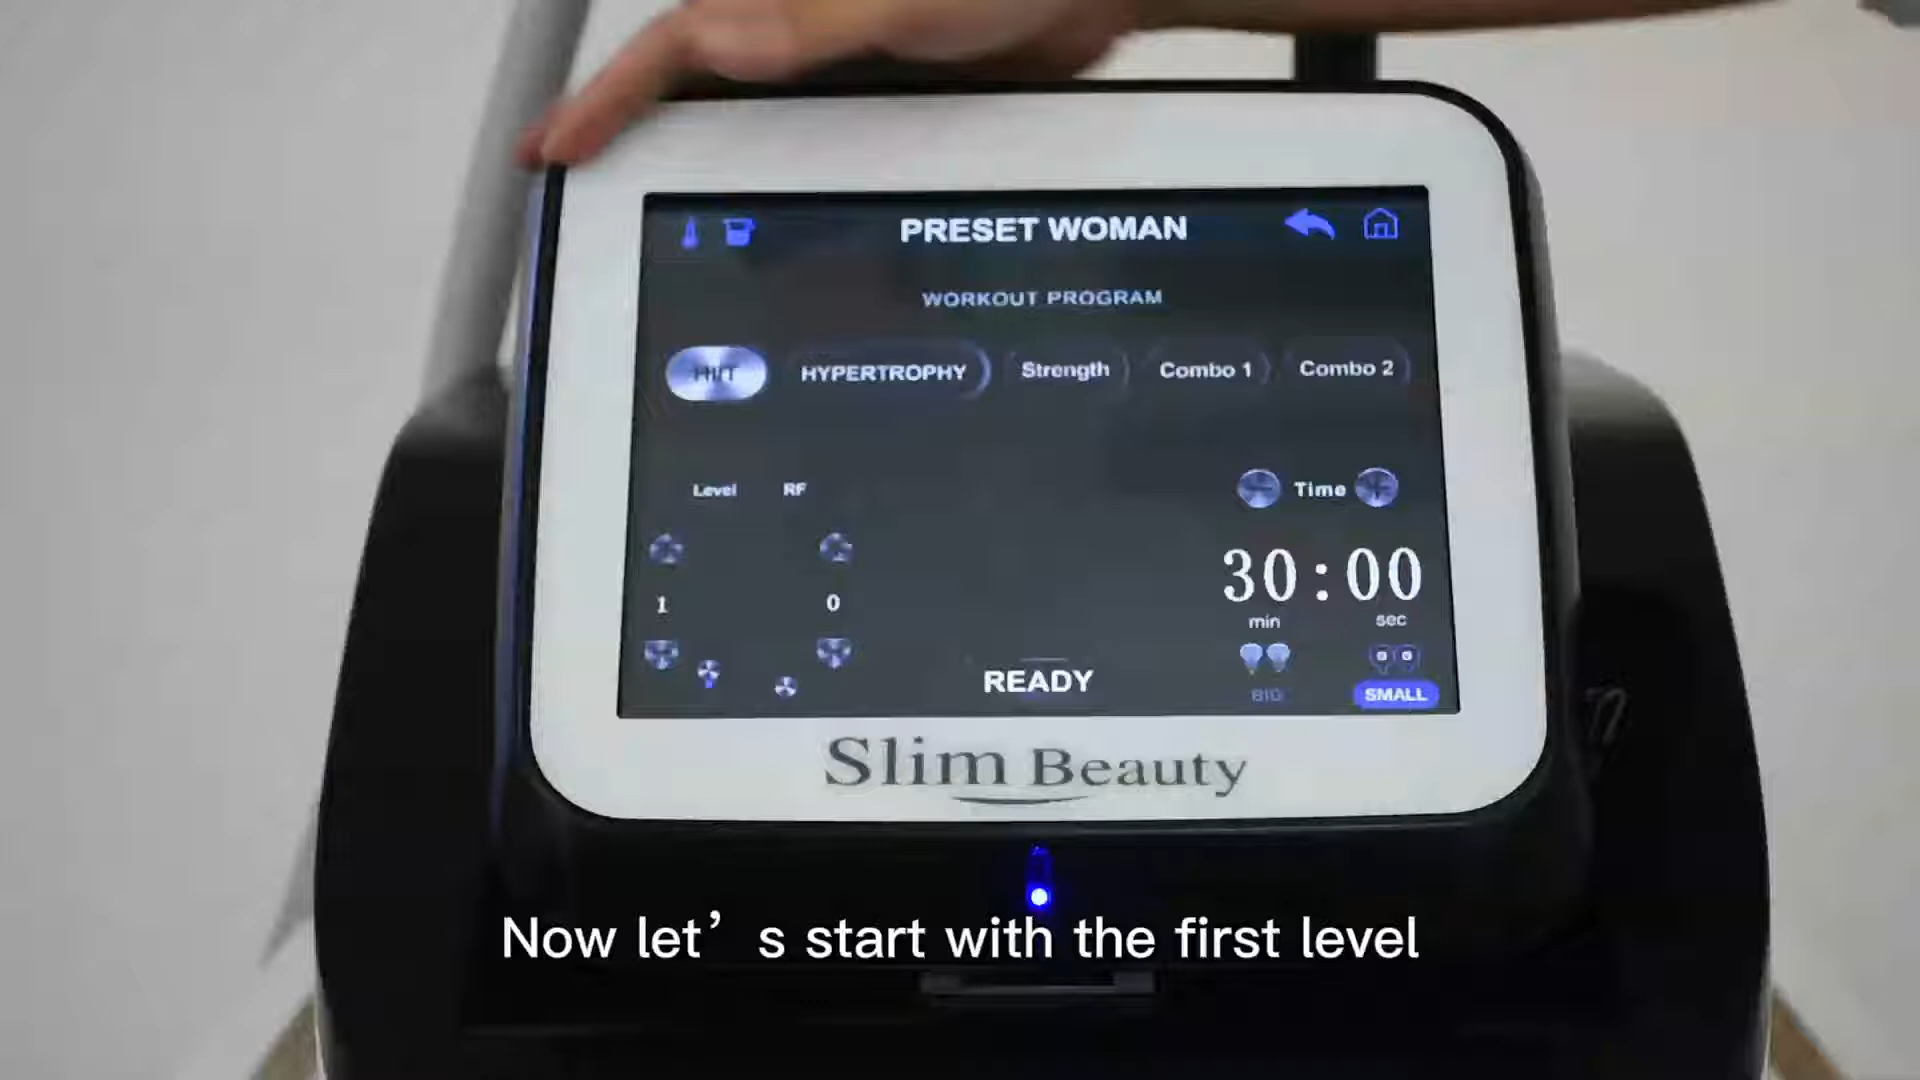 PRESET WOMAN
WORKOUT PROGRAM
HIIT HYPERTROPHY Strength Combo 1 Combo 2
Level RF Time
30:00
1 0
min sec
READY
BIG SMALL
Slim Beauty
Now let’s start with the first level